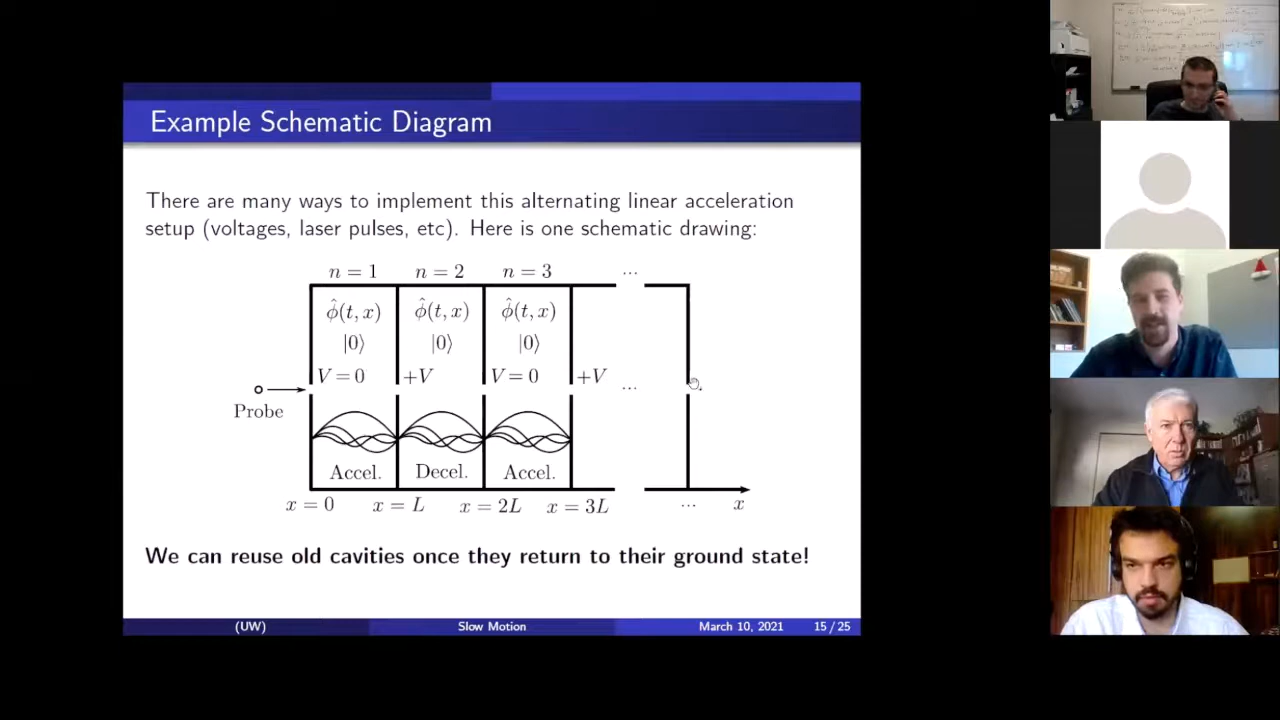 Example Schematic Diagram
There are many ways to implement this alternating linear acceleration
setup (voltages, laser pulses, etc). Here is one schematic drawing:
n = 1 n = 2 n = 3 ...
ϕ̂(t, x) ϕ̂(t, x) ϕ̂(t, x)
|0⟩ |0⟩ |0⟩
V = 0 +V V = 0 +V ...
Probe
Accel. Decel. Accel.
x = 0 x = L x = 2L x = 3L ... x
We can reuse old cavities once they return to their ground state!
(UW) Slow Motion March 10, 2021 15 / 25